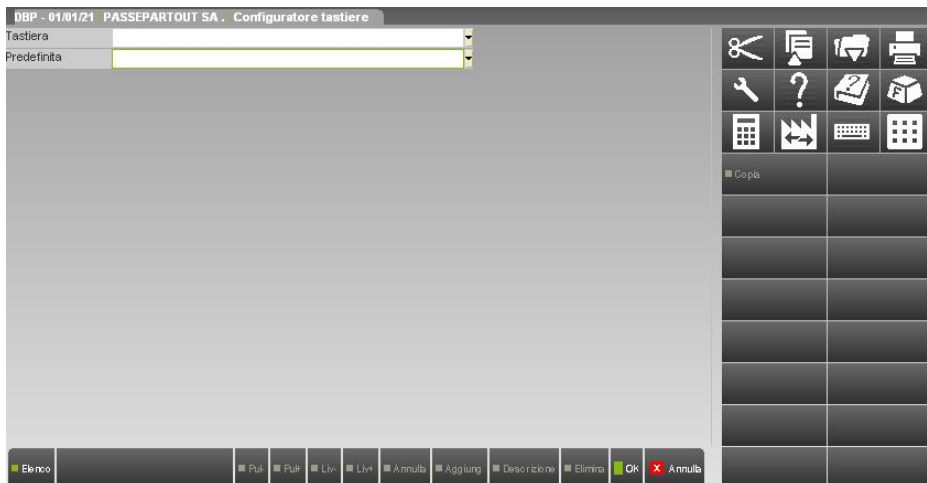 DBP - 01/01/21 PASSEPARTOUT SA . Configuratore tastiere
Tastiera
Predefinita
Copia
Elenco Pul- Pul+ Liv- Liv+ Annulla Aggiung Descrizione Elimina OK X Annulla